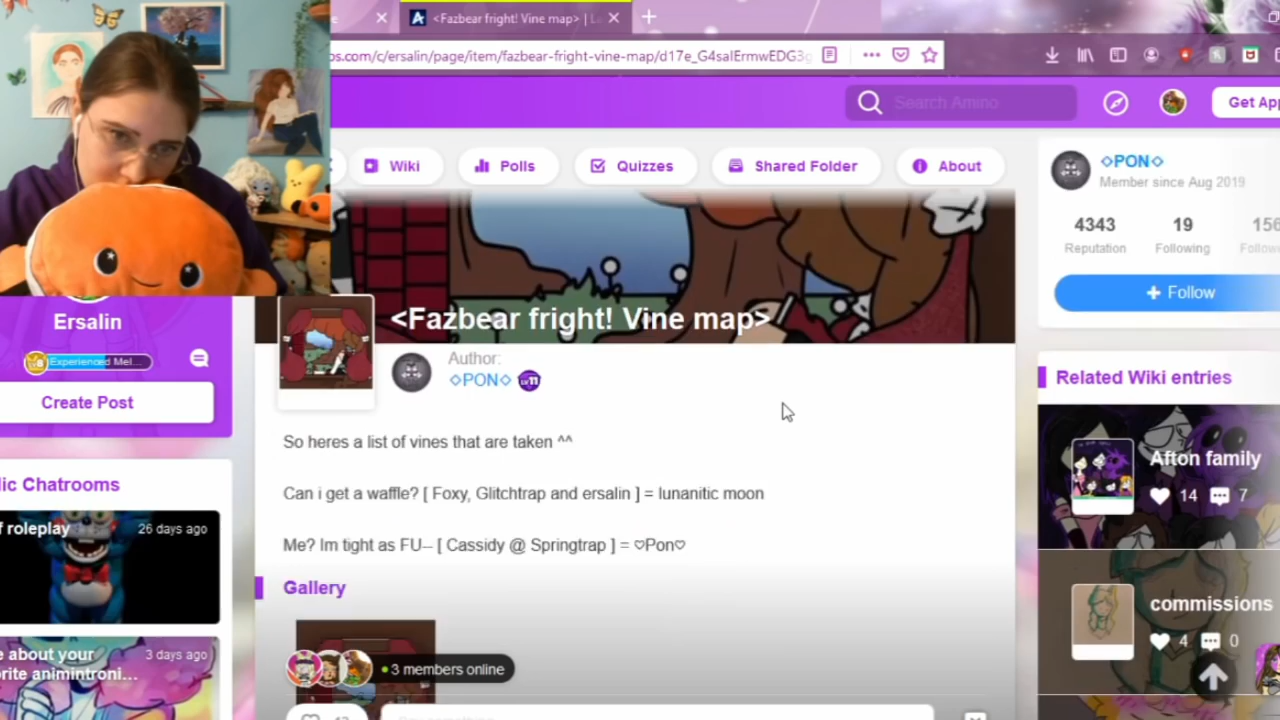 <Fazbear fright! Vine map> | L
os.com/c/ersalin/page/item/fazbear-fright-vine-map/d17e_G4salErmwEDG3g
Search Amino
Get App
Wiki
Polls
Quizzes
Shared Folder
About
◇PON◇
Member since Aug 2019
4343
19
156
Reputation
Following
Follow
+ Follow
Ersalin
Experienced Mel...
Create Post
<Fazbear fright! Vine map>
Author:
◇PON◇ LV11
So heres a list of vines that are taken ^^
Can i get a waffle? [ Foxy, Glitchtrap and ersalin ] = lunanitic moon
Me? Im tight as FU-- [ Cassidy @ Springtrap ] = ♡Pon♡
Gallery
3 members online
lic Chatrooms
f roleplay
26 days ago
e about your
rite animintroni...
3 days ago
Related Wiki entries
Afton family
14
7
commissions
4
0